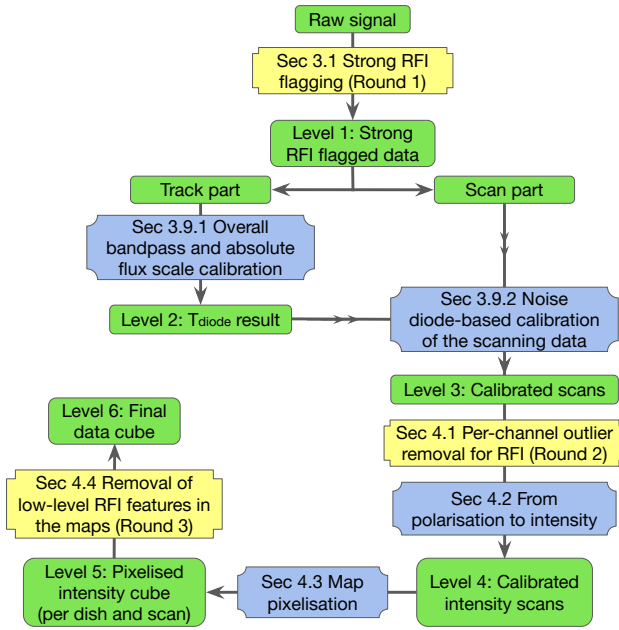 Raw signal
Sec 3.1 Strong RFI
flagging (Round 1)
Level 1: Strong
RFI flagged data
Track part
Scan part
Sec 3.9.1 Overall
bandpass and absolute
flux scale calibration
Level 2: Tdiode result
Sec 3.9.2 Noise
diode-based calibration
of the scanning data
Level 3: Calibrated scans
Sec 4.1 Per-channel outlier
removal for RFI (Round 2)
Sec 4.2 From
polarisation to intensity
Level 4: Calibrated
intensity scans
Sec 4.3 Map
pixelisation
Level 5: Pixelised
intensity cube
(per dish and scan)
Sec 4.4 Removal of
low-level RFI features in
the maps (Round 3)
Level 6: Final
data cube